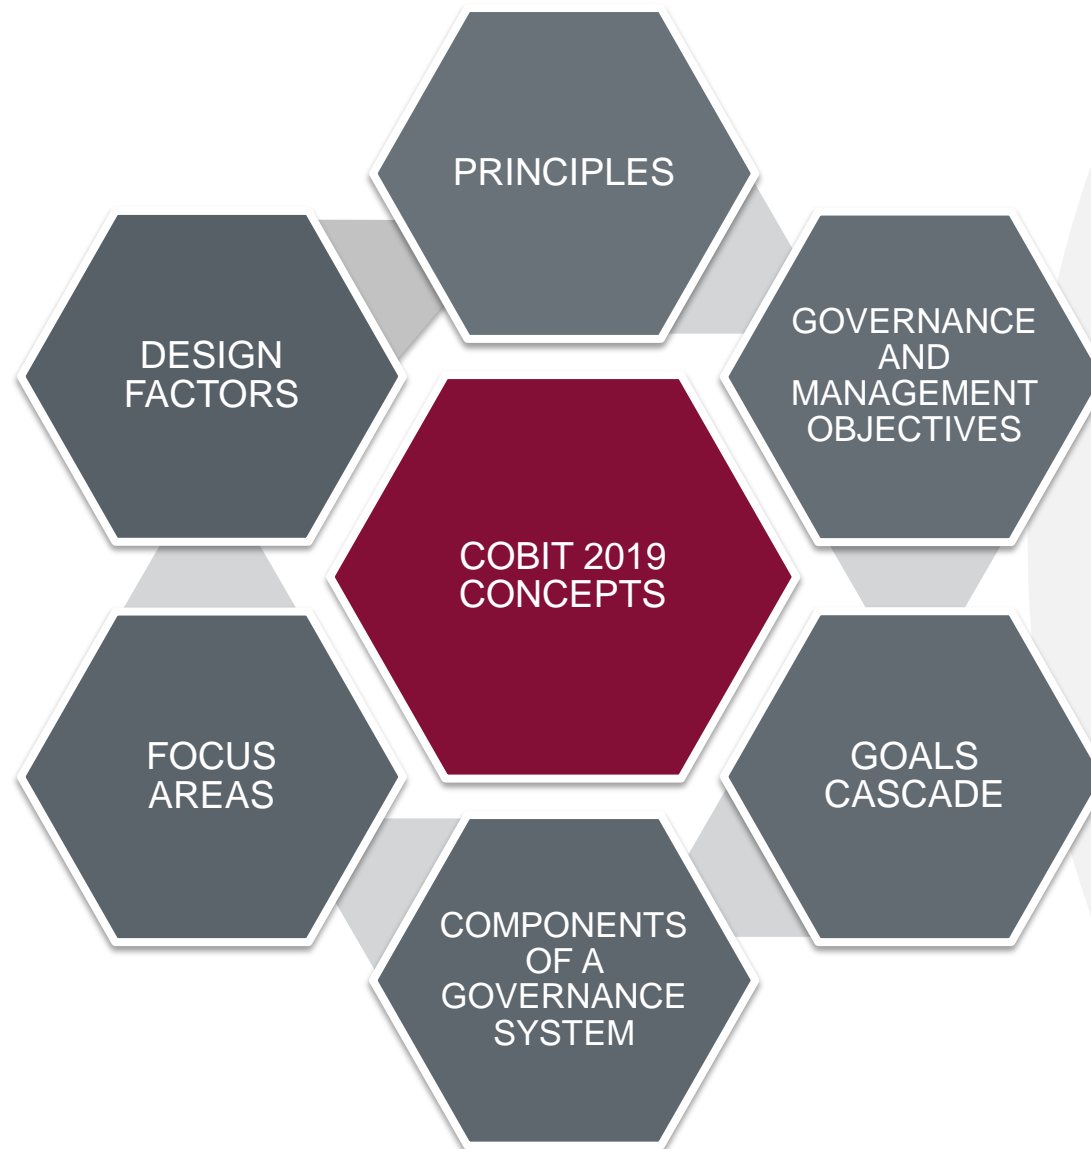 PRINCIPLES
GOVERNANCE
AND
MANAGEMENT
OBJECTIVES
DESIGN
FACTORS
COBIT 2019
CONCEPTS
FOCUS
AREAS
GOALS
CASCADE
COMPONENTS
OF A
GOVERNANCE
SYSTEM